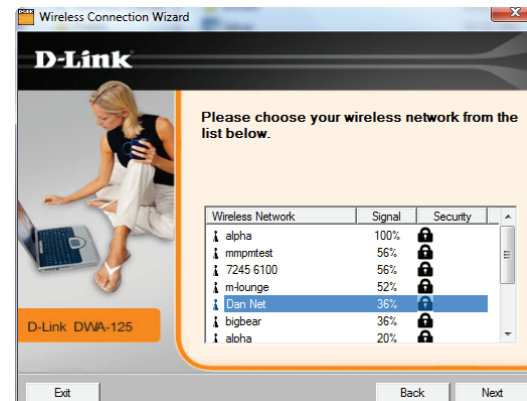 Wireless Connection Wizard
D-Link
Please choose your wireless network from the
list below.
Wireless Network Signal Security
alpha 100%
mmpmtest 56%
7245 6100 56%
m-lounge 52%
Dan Net 36%
bigbear 36%
alpha 20%
D-Link DWA-125
Exit Back Next